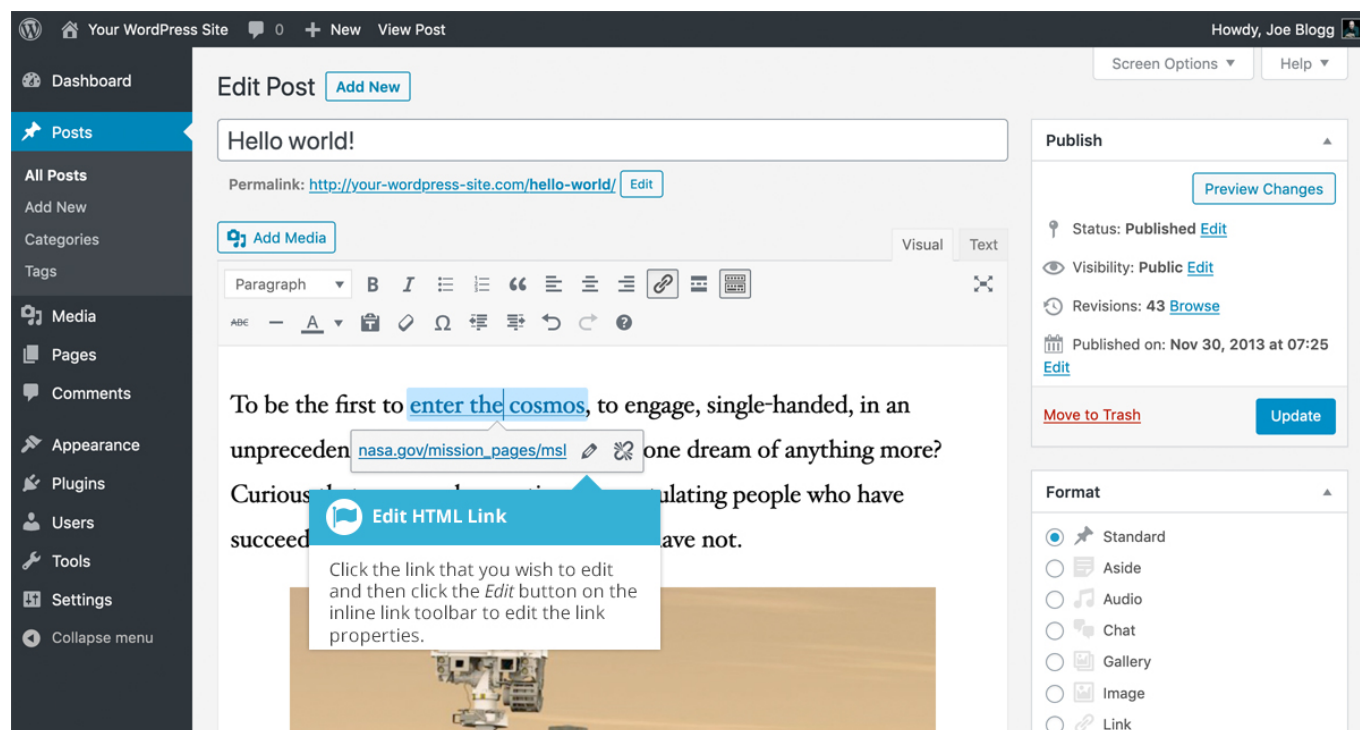 Your WordPress Site 0 New View Post Howdy, Joe Blogg
Screen Options Help
Dashboard
Posts
All Posts
Add New
Categories
Tags
Media
Pages
Comments
Appearance
Plugins
Users
Tools
Settings
Collapse menu
Edit Post Add New
Hello world!
Permalink: http://your-wordpress-site.com/hello-world/ Edit
Add Media
Visual Text
Paragraph B I
ABC A Ω
To be the first to enter the cosmos, to engage, single-handed, in an
unpreceden nasa.gov/mission_pages/msl one dream of anything more?
Curious ulating people who have
succeed ave not.
Edit HTML Link
Click the link that you wish to edit
and then click the Edit button on the
inline link toolbar to edit the link
properties.
Publish
Preview Changes
Status: Published Edit
Visibility: Public Edit
Revisions: 43 Browse
Published on: Nov 30, 2013 at 07:25
Edit
Move to Trash Update
Format
Standard
Aside
Audio
Chat
Gallery
Image
Link